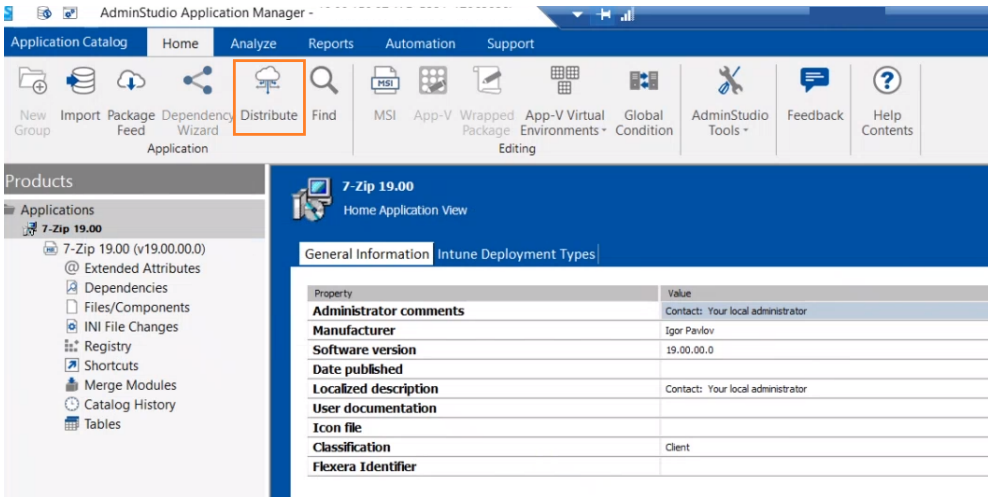 AdminStudio Application Manager -
Application Catalog Home Analyze Reports Automation Support
New Group Import Package Feed Dependency Wizard Distribute Find MSI App-V Wrapped Package App-V Virtual Environments Global Condition AdminStudio Tools Feedback Help Contents
MSI
Application Editing
Products
Applications
7-Zip 19.00
7-Zip 19.00 (v19.00.00.0)
@ Extended Attributes
Dependencies
Files/Components
INI File Changes
Registry
Shortcuts
Merge Modules
Catalog History
Tables
7-Zip 19.00
Home Application View
General Information Intune Deployment Types
Property Value
Administrator comments Contact: Your local administrator
Manufacturer Igor Pavlov
Software version 19.00.00.0
Date published
Localized description Contact: Your local administrator
User documentation
Icon file
Classification Client
Flexera Identifier